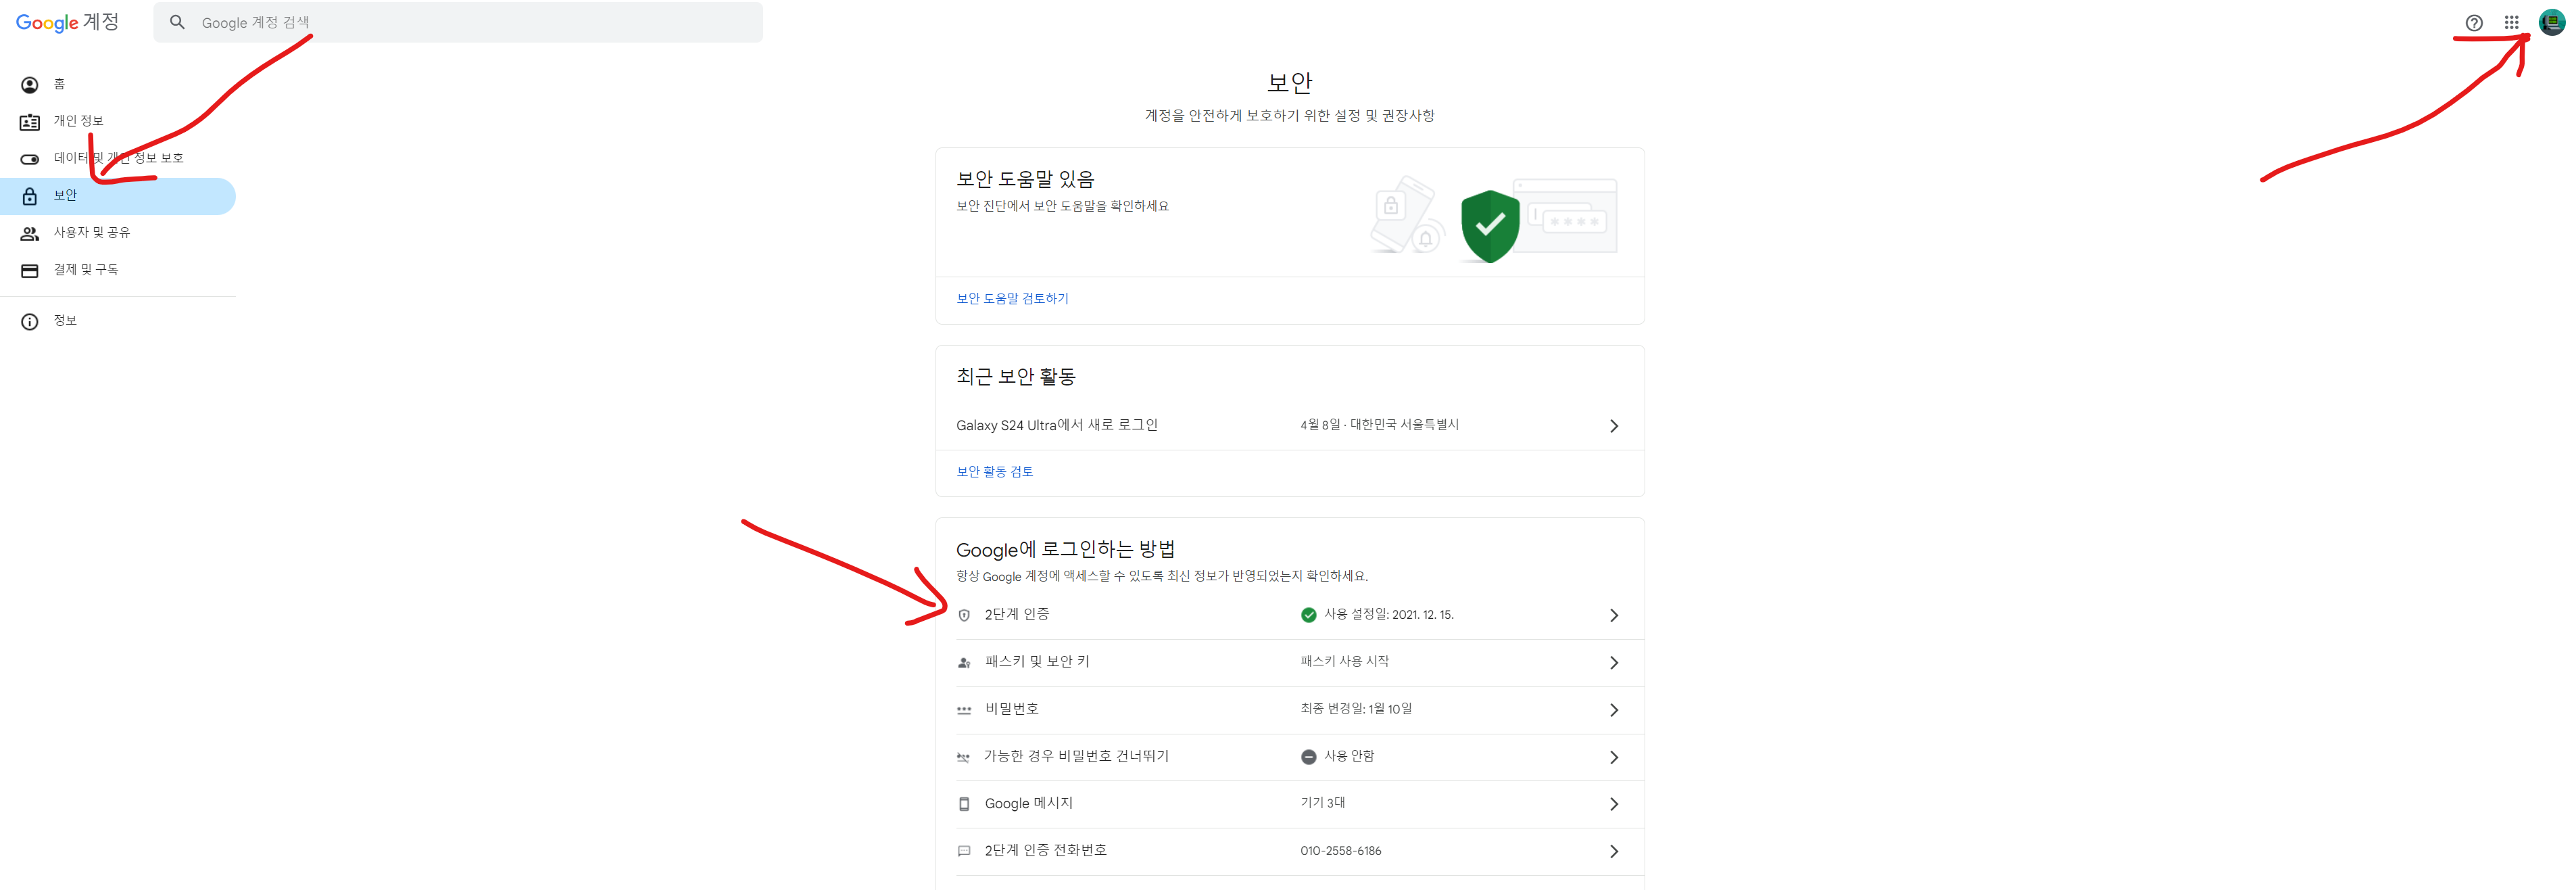 Google 계정
Google 계정 검색
홈
개인 정보
데이터 및 개인 정보 보호
보안
사용자 및 공유
결제 및 구독
정보
보안
계정을 안전하게 보호하기 위한 설정 및 권장사항
보안 도움말 있음
보안 진단에서 보안 도움말을 확인하세요
보안 도움말 검토하기
최근 보안 활동
Galaxy S24 Ultra에서 새로 로그인 4월 8일 · 대한민국 서울특별시
보안 활동 검토
Google에 로그인하는 방법
항상 Google 계정에 액세스할 수 있도록 최신 정보가 반영되었는지 확인하세요.
2단계 인증 사용 설정일: 2021. 12. 15.
패스키 및 보안 키 패스키 사용 시작
비밀번호 최종 변경일: 1월 10일
가능한 경우 비밀번호 건너뛰기 사용 안함
Google 메시지 기기 3대
2단계 인증 전화번호 010-2558-6186